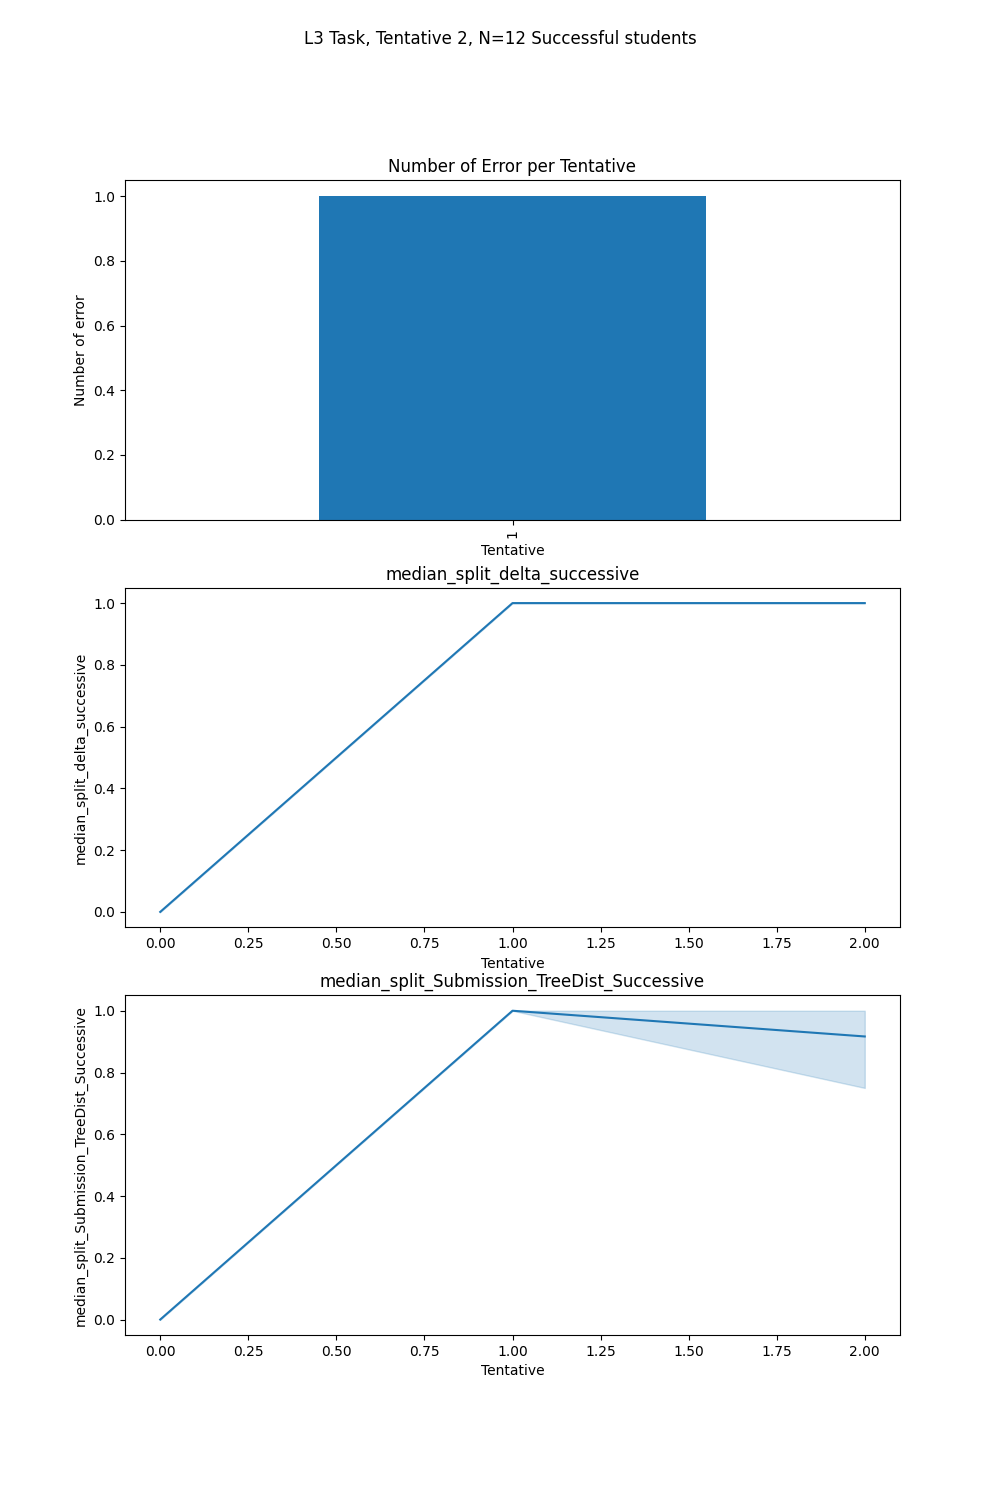 L3 Task, Tentative 2, N=12 Successful students
Number of Error per Tentative
1.0
0.8
0.6
0.4
0.2
0.0
Number of error
1
Tentative
median_split_delta_successive
1.0
0.8
0.6
0.4
0.2
0.0
median_split_delta_successive
0.00 0.25 0.50 0.75 1.00 1.25 1.50 1.75 2.00
Tentative
median_split_Submission_TreeDist_Successive
1.0
0.8
0.6
0.4
0.2
0.0
median_split_Submission_TreeDist_Successive
0.00 0.25 0.50 0.75 1.00 1.25 1.50 1.75 2.00
Tentative